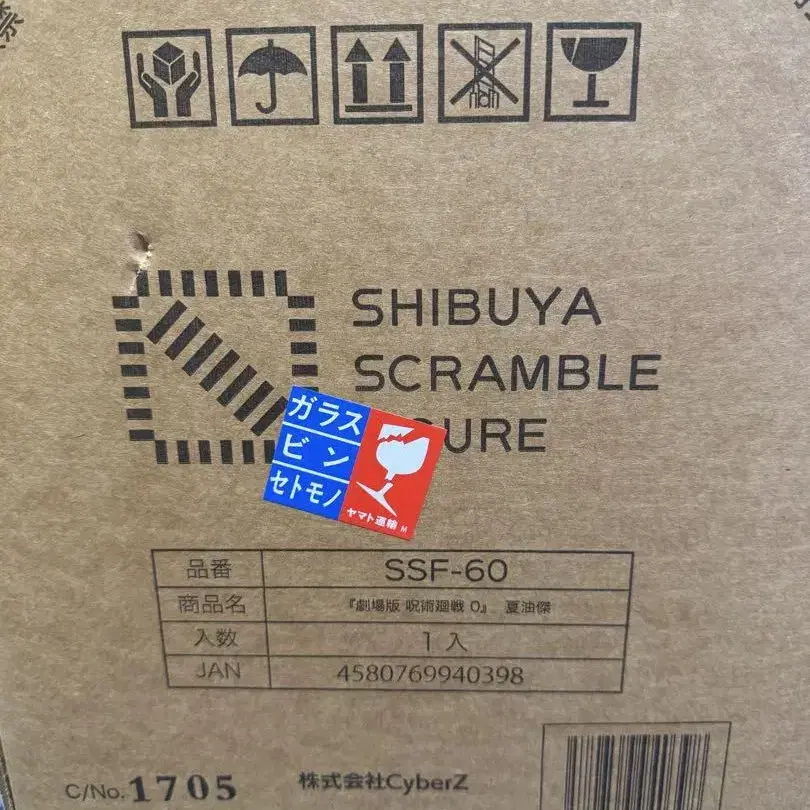 SHIBUYA
SCRAMBLE
URE
ガラス
ビン
セトモノ
ヤマト運輸 M
品番 SSF-60
商品名 『劇場版 呪術廻戦 0』 夏油傑
入数 1入
JAN 4580769940398
C/No. 1705 株式会社CyberZ